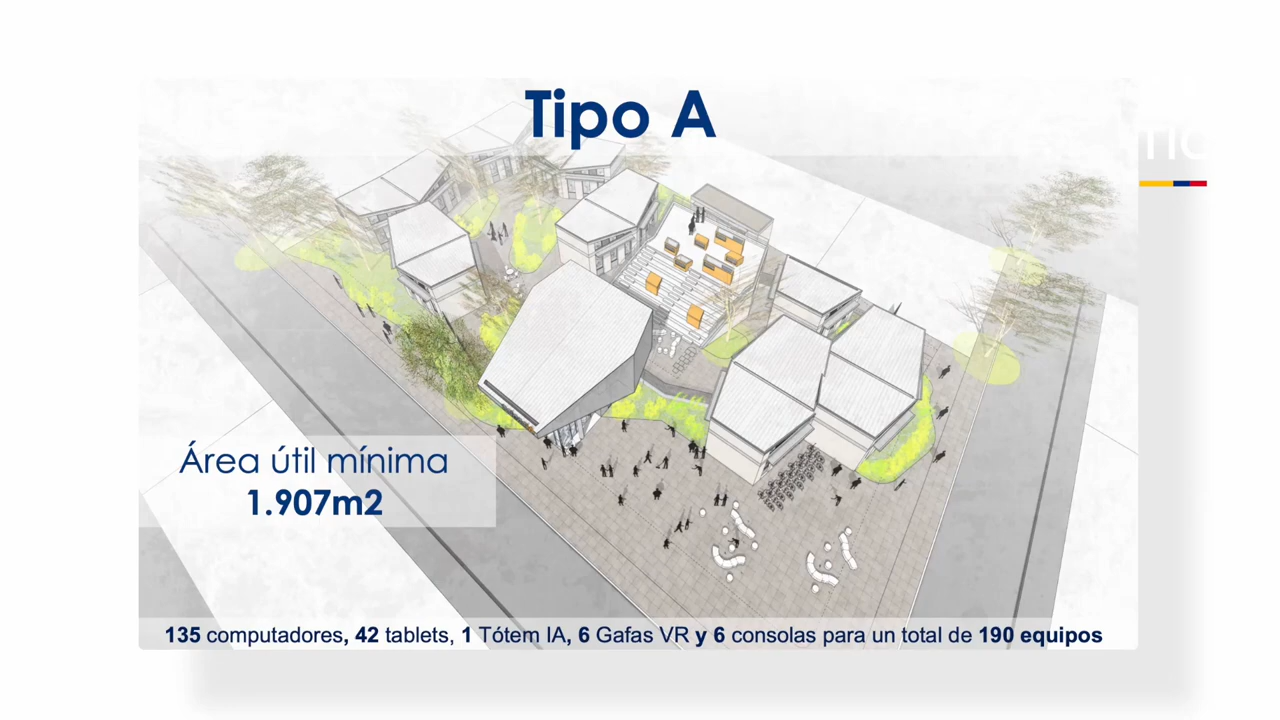 Tipo A
TIC
Área útil mínima
1.907m2
135 computadores, 42 tablets, 1 Tótem IA, 6 Gafas VR y 6 consolas para un total de 190 equipos